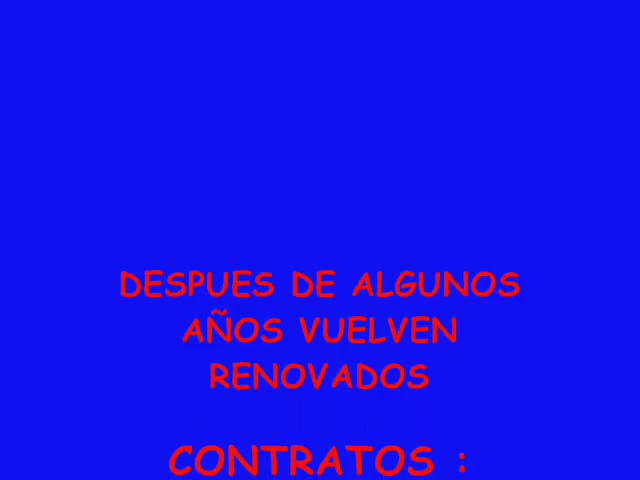 DESPUES DE ALGUNOS
AÑOS VUELVEN
RENOVADOS
CONTRATOS :